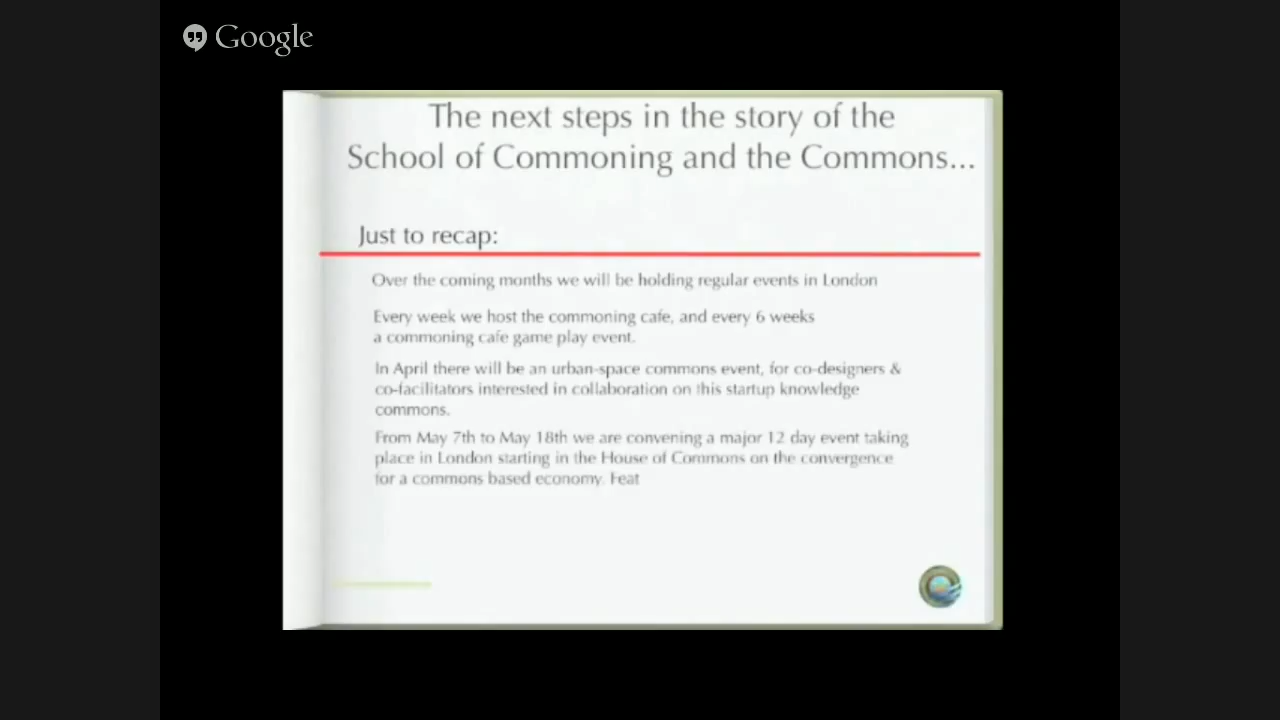 Google
The next steps in the story of the
School of Commoning and the Commons...
Just to recap:
Over the coming months we will be holding regular events in London
Every week we host the commoning cafe, and every 6 weeks
a commoning cafe game play event.
In April there will be an urban-space commons event, for co-designers &
co-facilitators interested in collaboration on this startup knowledge
commons.
From May 7th to May 18th we are convening a major 12 day event taking
place in London starting in the House of Commons on the convergence
for a commons based economy. Feat